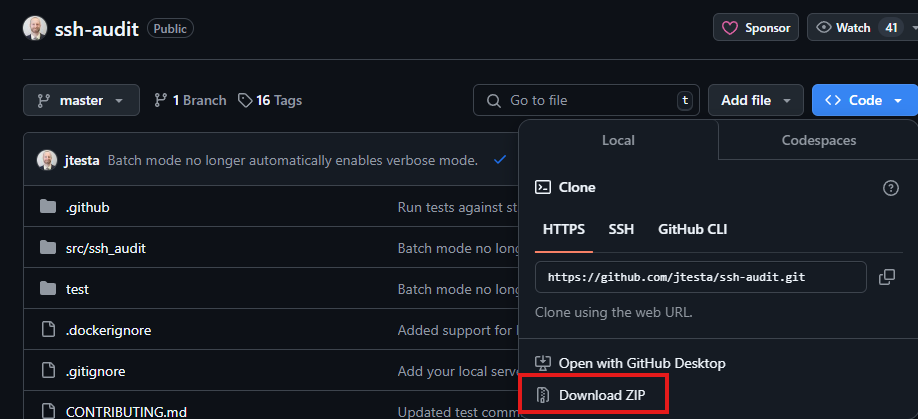 ssh-audit Public Sponsor Watch 41
master 1 Branch 16 Tags Go to file t Add file <> Code
Local Codespaces
jtesta Batch mode no longer automatically enables verbose mode.
Clone
.github Run tests against st
HTTPS SSH GitHub CLI
src/ssh_audit Batch mode no long
https://github.com/jtesta/ssh-audit.git
test Batch mode no long
Clone using the web URL.
.dockerignore Added support for
.gitignore Add your local serve
Open with GitHub Desktop
Download ZIP
CONTRIBUTING.md Updated test comm